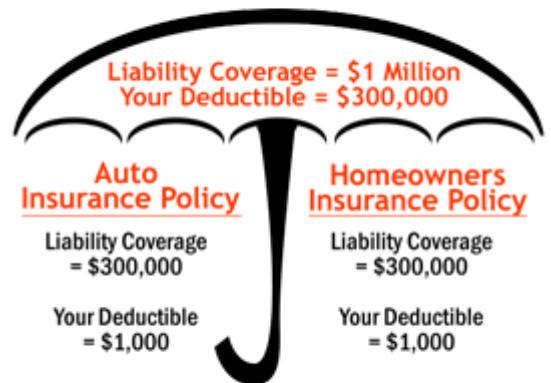 Liability Coverage = $1 Million
Your Deductible = $300,000
Auto
Insurance Policy
Liability Coverage
= $300,000
Your Deductible
= $1,000
Homeowners
Insurance Policy
Liability Coverage
= $300,000
Your Deductible
= $1,000